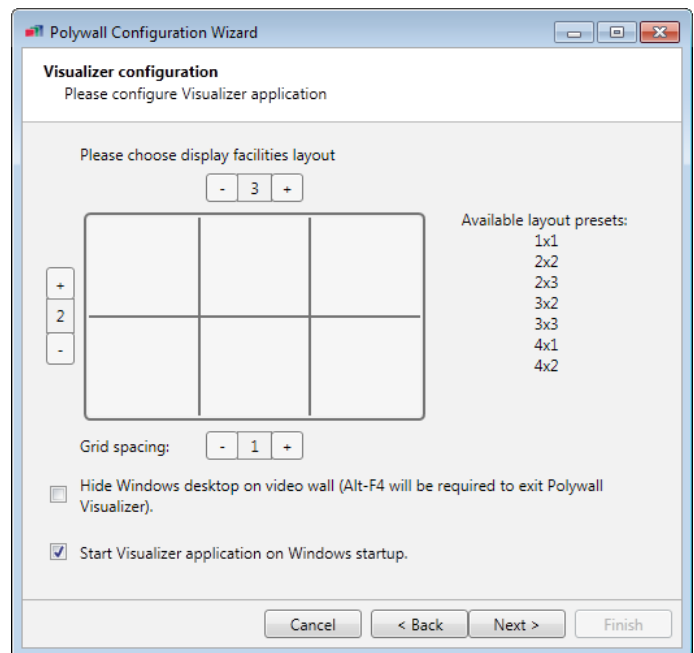 Polywall Configuration Wizard
Visualizer configuration
Please configure Visualizer application
Please choose display facilities layout
- 3 +
Available layout presets:
1x1
2x2
2x3
3x2
3x3
4x1
4x2
+
2
-
Grid spacing: - 1 +
Hide Windows desktop on video wall (Alt-F4 will be required to exit Polywall
Visualizer).
Start Visualizer application on Windows startup.
Cancel < Back Next > Finish